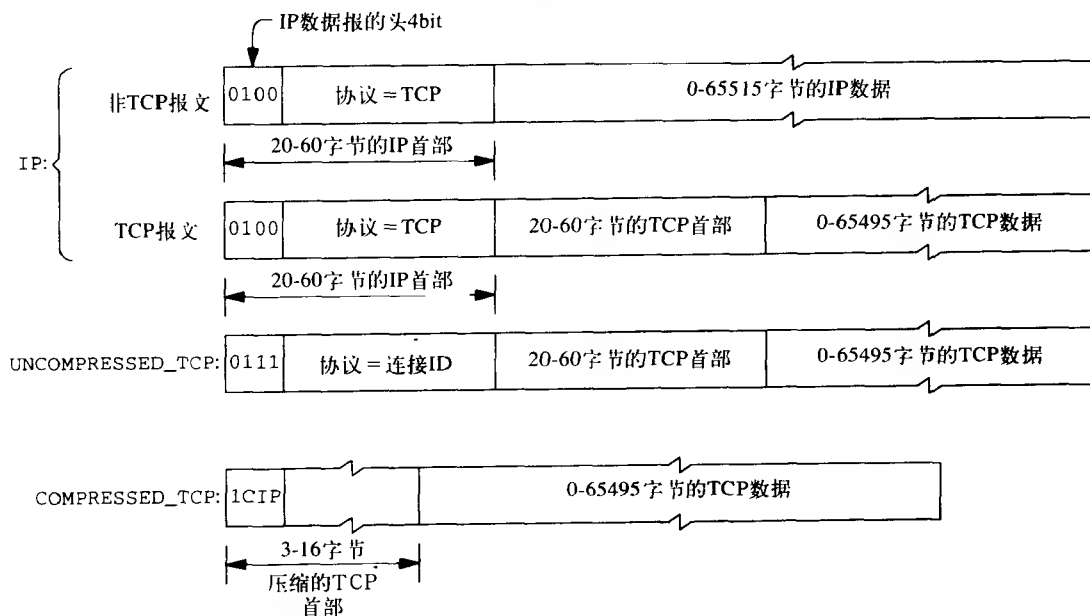 IP数据报的头4bit
非TCP报文
0100
协议=TCP
0-65515字节的IP数据
20-60字节的IP首部
IP:
TCP报文
0100
协议=TCP
20-60字节的TCP首部
0-65495字节的TCP数据
20-60字节的IP首部
UNCOMPRESSED_TCP:
0111
协议=连接ID
20-60字节的TCP首部
0-65495字节的TCP数据
COMPRESSED_TCP:
1CIP
0-65495字节的TCP数据
3-16字节
压缩的TCP
首部